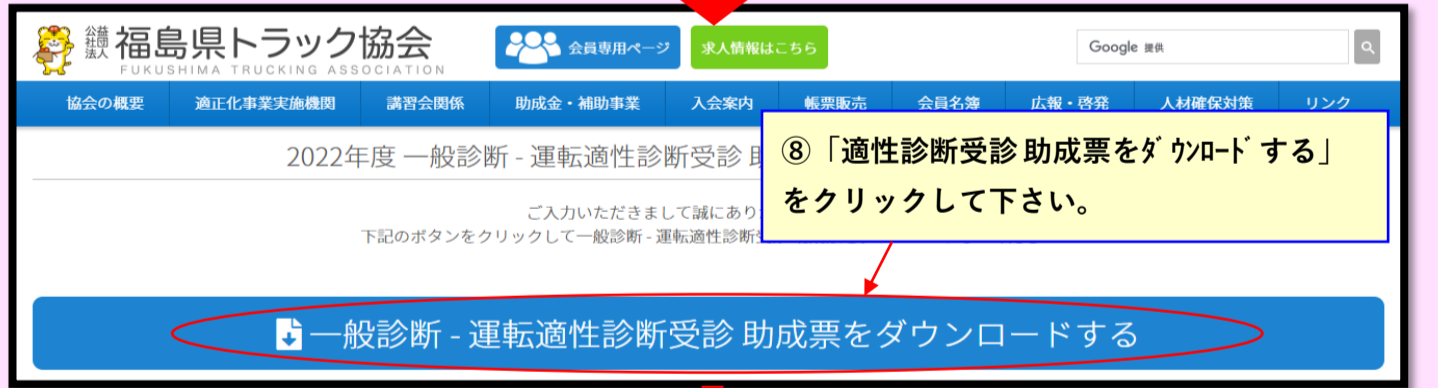 公益社団法人 福島県トラック協会
FUKUSHIMA TRUCKING ASSOCIATION
会員専用ページ
求人情報はこちら
Google 提供
協会の概要 適正化事業実施機関 講習会関係 助成金・補助事業 入会案内 帳票販売 会員名簿 広報・啓発 人材確保対策 リンク
2022年度 一般診断 - 運転適性診断受診
⑧「適性診断受診 助成票をダウンロードする」
をクリックして下さい。
ご入力いただきまして誠にあり
下記のボタンをクリックして一般診断 - 運転適性診断
一般診断 - 運転適性診断受診 助成票をダウンロードする